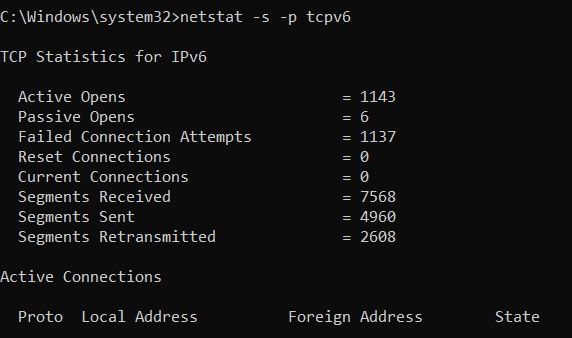 C:\Windows\system32>netstat -s -p tcpv6
TCP Statistics for IPv6
Active Opens = 1143
Passive Opens = 6
Failed Connection Attempts = 1137
Reset Connections = 0
Current Connections = 0
Segments Received = 7568
Segments Sent = 4960
Segments Retransmitted = 2608
Active Connections
Proto Local Address Foreign Address State